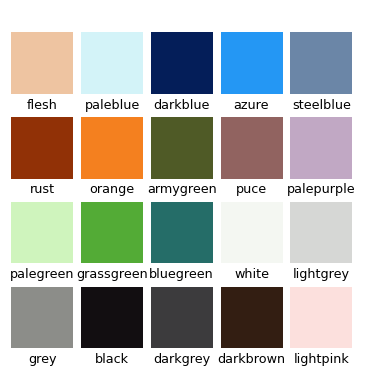 flesh paleblue darkblue azure steelblue
rust orange armygreen puce palepurple
palegreen grassgreen bluegreen white lightgrey
grey black darkgrey darkbrown lightpink